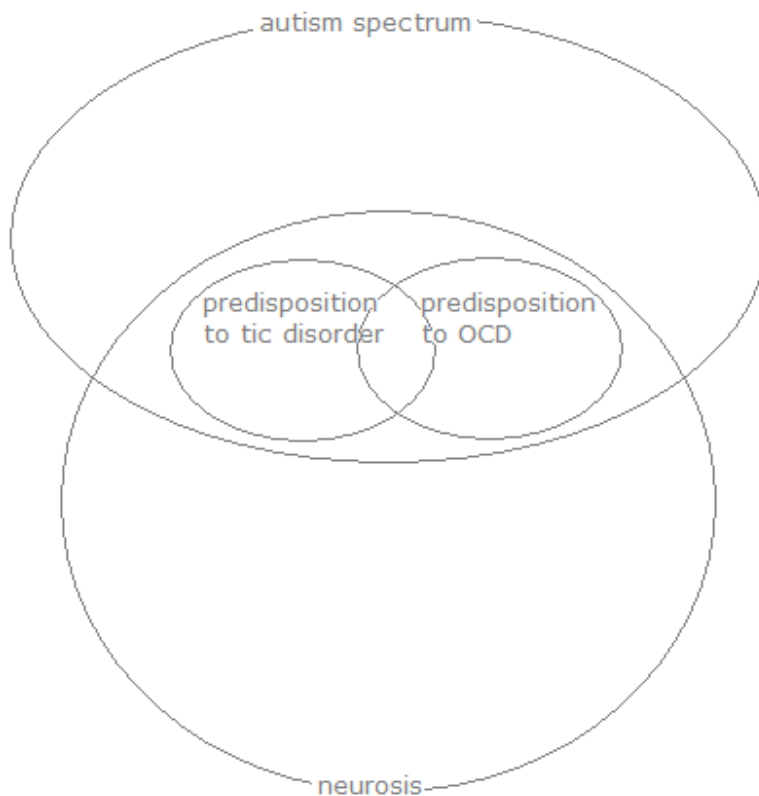 autism spectrum
predisposition
to tic disorder
predisposition
to OCD
neurosis